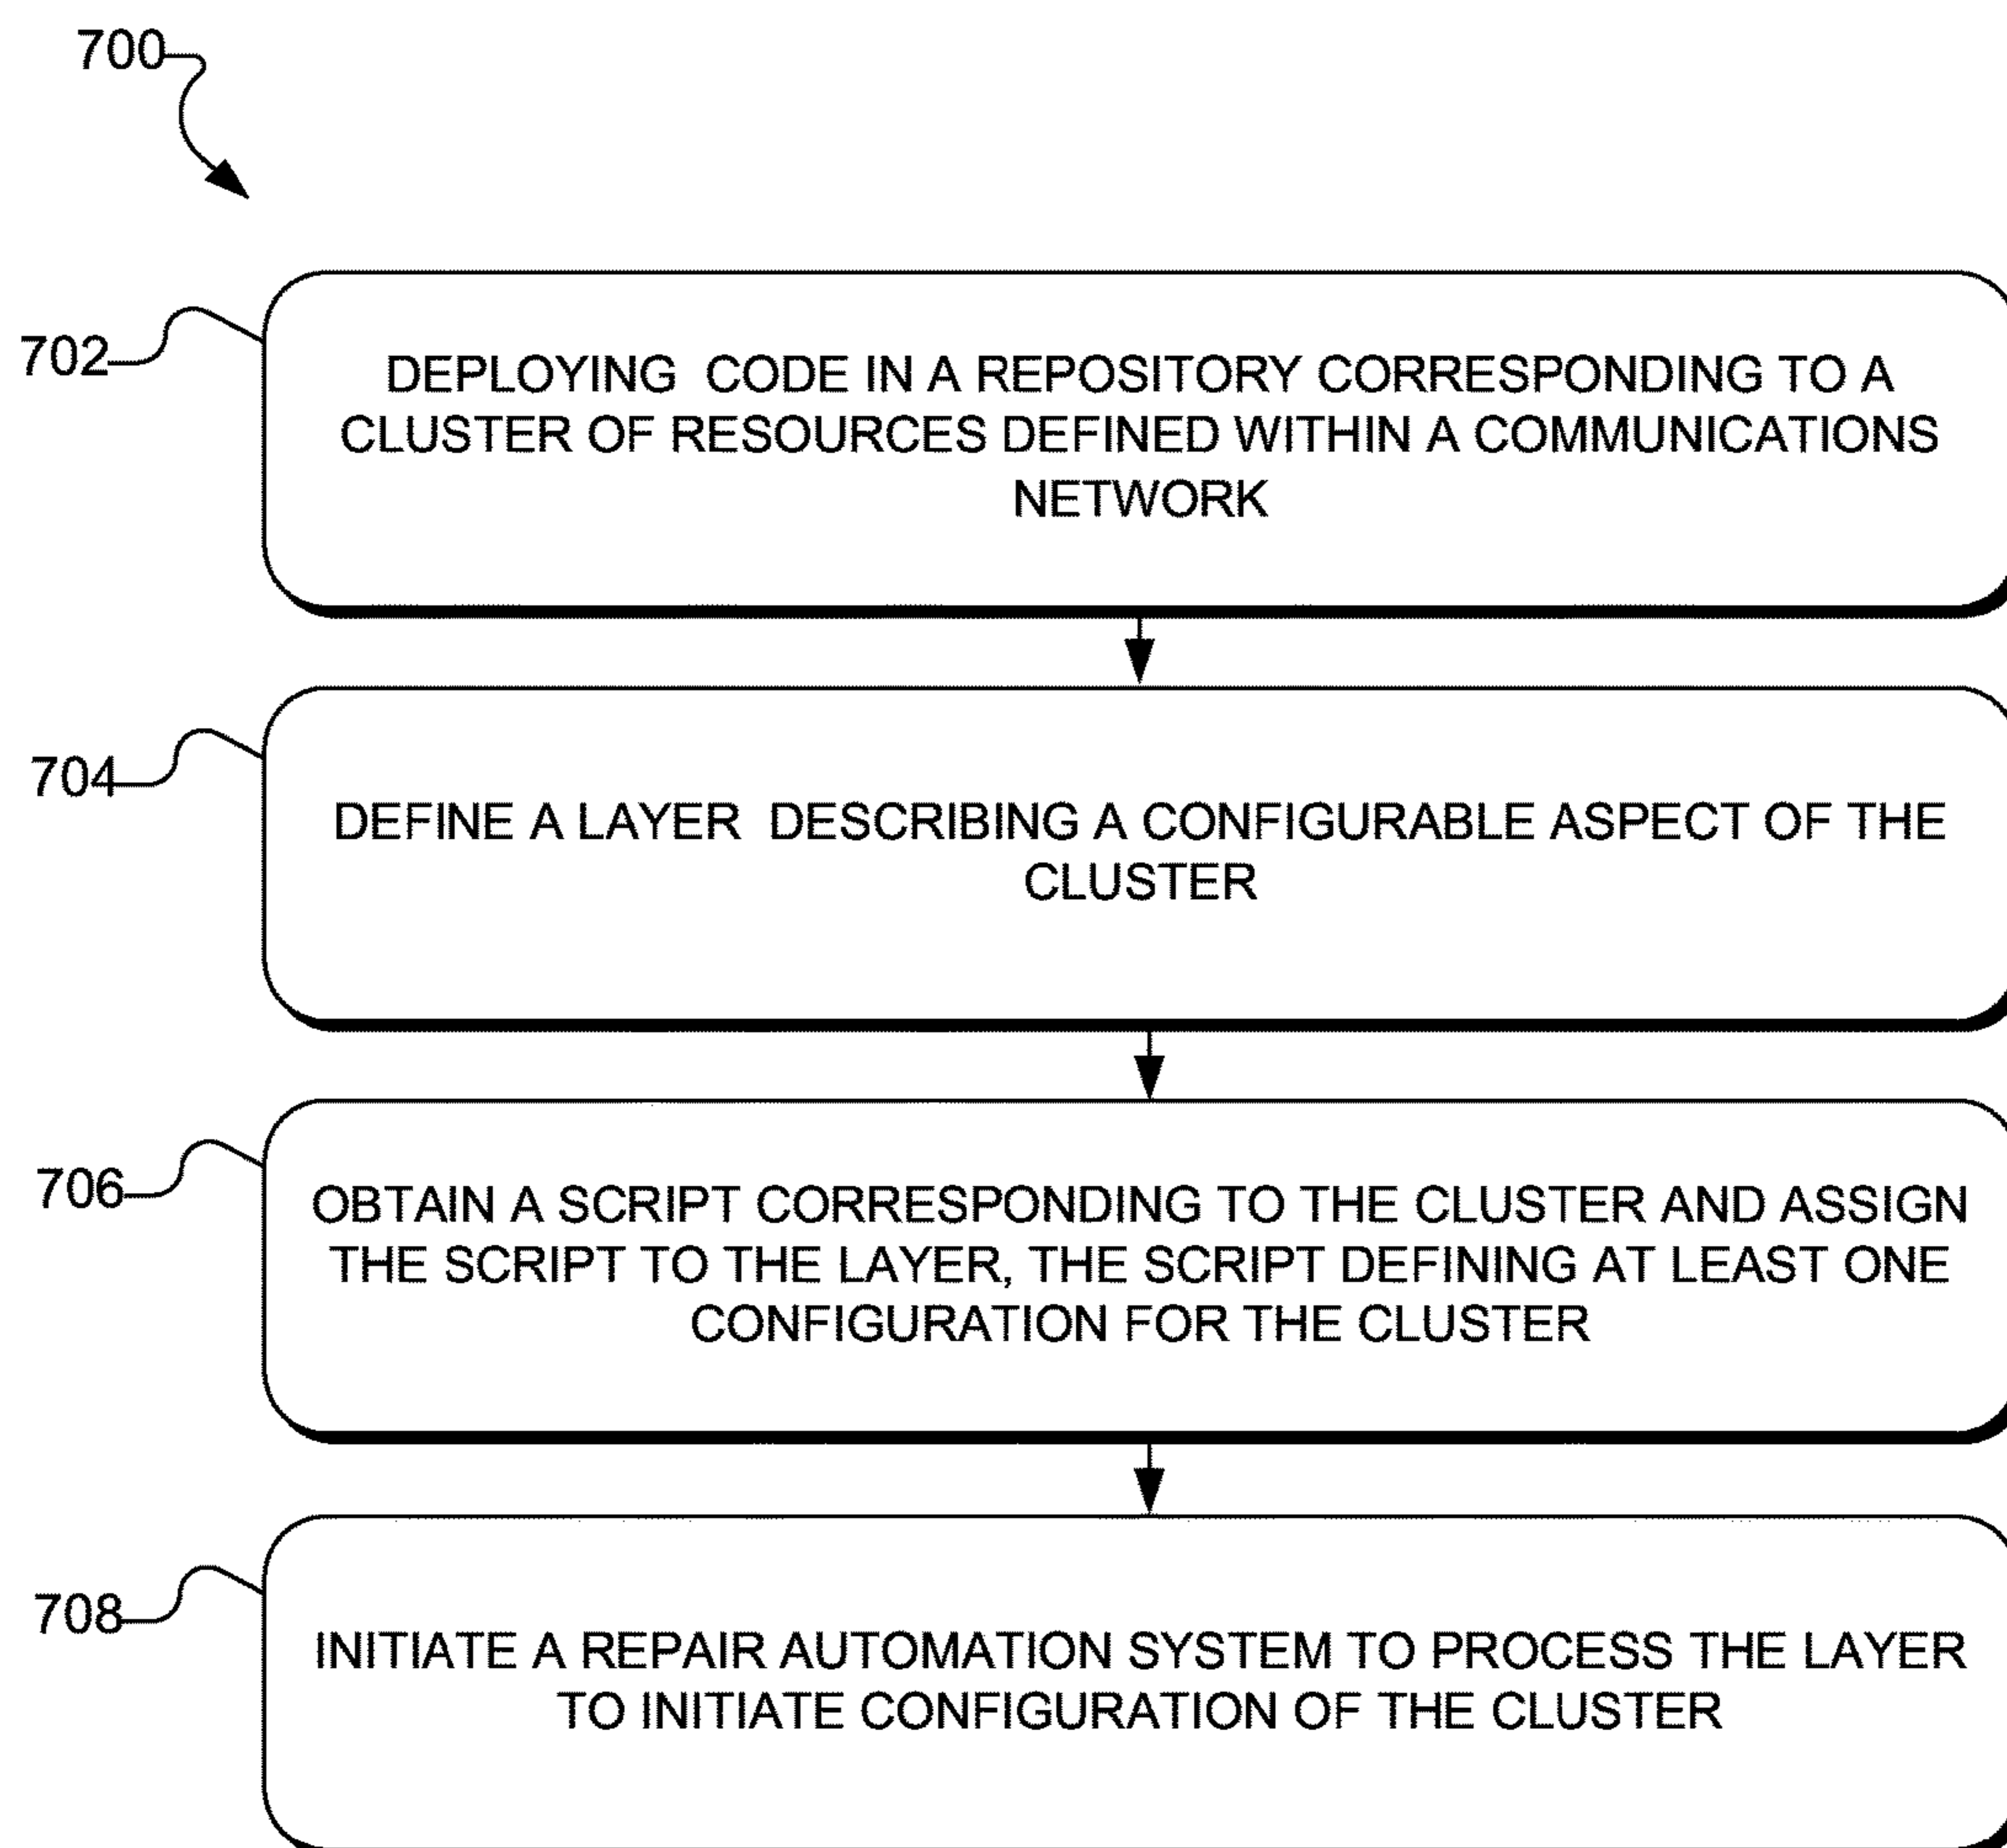 700
702
DEPLOYING CODE IN A REPOSITORY CORRESPONDING TO A
CLUSTER OF RESOURCES DEFINED WITHIN A COMMUNICATIONS
NETWORK
704
DEFINE A LAYER DESCRIBING A CONFIGURABLE ASPECT OF THE
CLUSTER
706
OBTAIN A SCRIPT CORRESPONDING TO THE CLUSTER AND ASSIGN
THE SCRIPT TO THE LAYER, THE SCRIPT DEFINING AT LEAST ONE
CONFIGURATION FOR THE CLUSTER
708
INITIATE A REPAIR AUTOMATION SYSTEM TO PROCESS THE LAYER
TO INITIATE CONFIGURATION OF THE CLUSTER